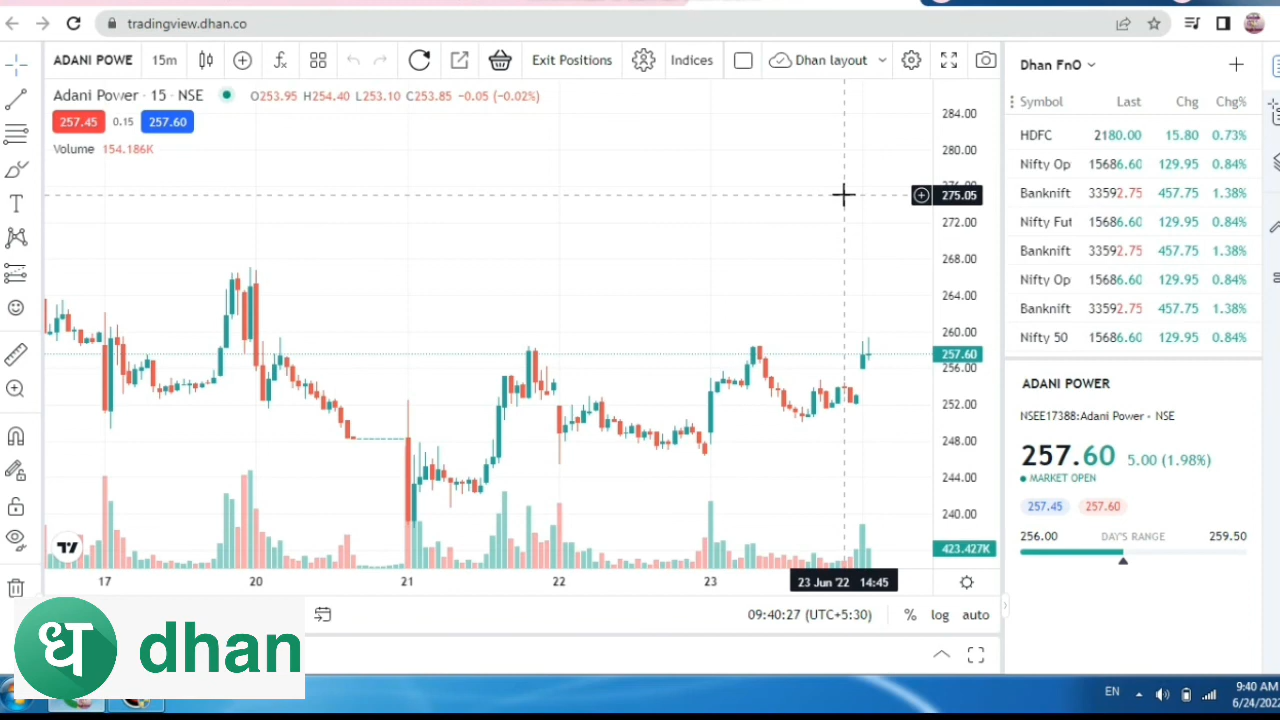 tradingview.dhan.co
ADANI POWE 15m Exit Positions Indices Dhan layout
Adani Power · 15 · NSE O253.95 H254.40 L253.10 C253.85 -0.05 (-0.02%)
257.45 0.15 257.60
Volume 154.186K
284.00
280.00
275.05
272.00
268.00
264.00
260.00
257.60
256.00
252.00
248.00
244.00
240.00
423.427K
17 20 21 22 23 23 Jun '22 14:45
09:40:27 (UTC+5:30) % log auto
Dhan FnO
Symbol Last Chg Chg%
HDFC 2180.00 15.80 0.73%
Nifty Op 15686.60 129.95 0.84%
Banknift 33592.75 457.75 1.38%
Nifty Fut 15686.60 129.95 0.84%
Banknift 33592.75 457.75 1.38%
Nifty Op 15686.60 129.95 0.84%
Banknift 33592.75 457.75 1.38%
Nifty 50 15686.60 129.95 0.84%
ADANI POWER
NSEE17388:Adani Power • NSE
257.60 5.00 (1.98%)
MARKET OPEN
257.45 257.60
256.00 DAY'S RANGE 259.50
ध dhan
EN
9:40 AM
6/24/202